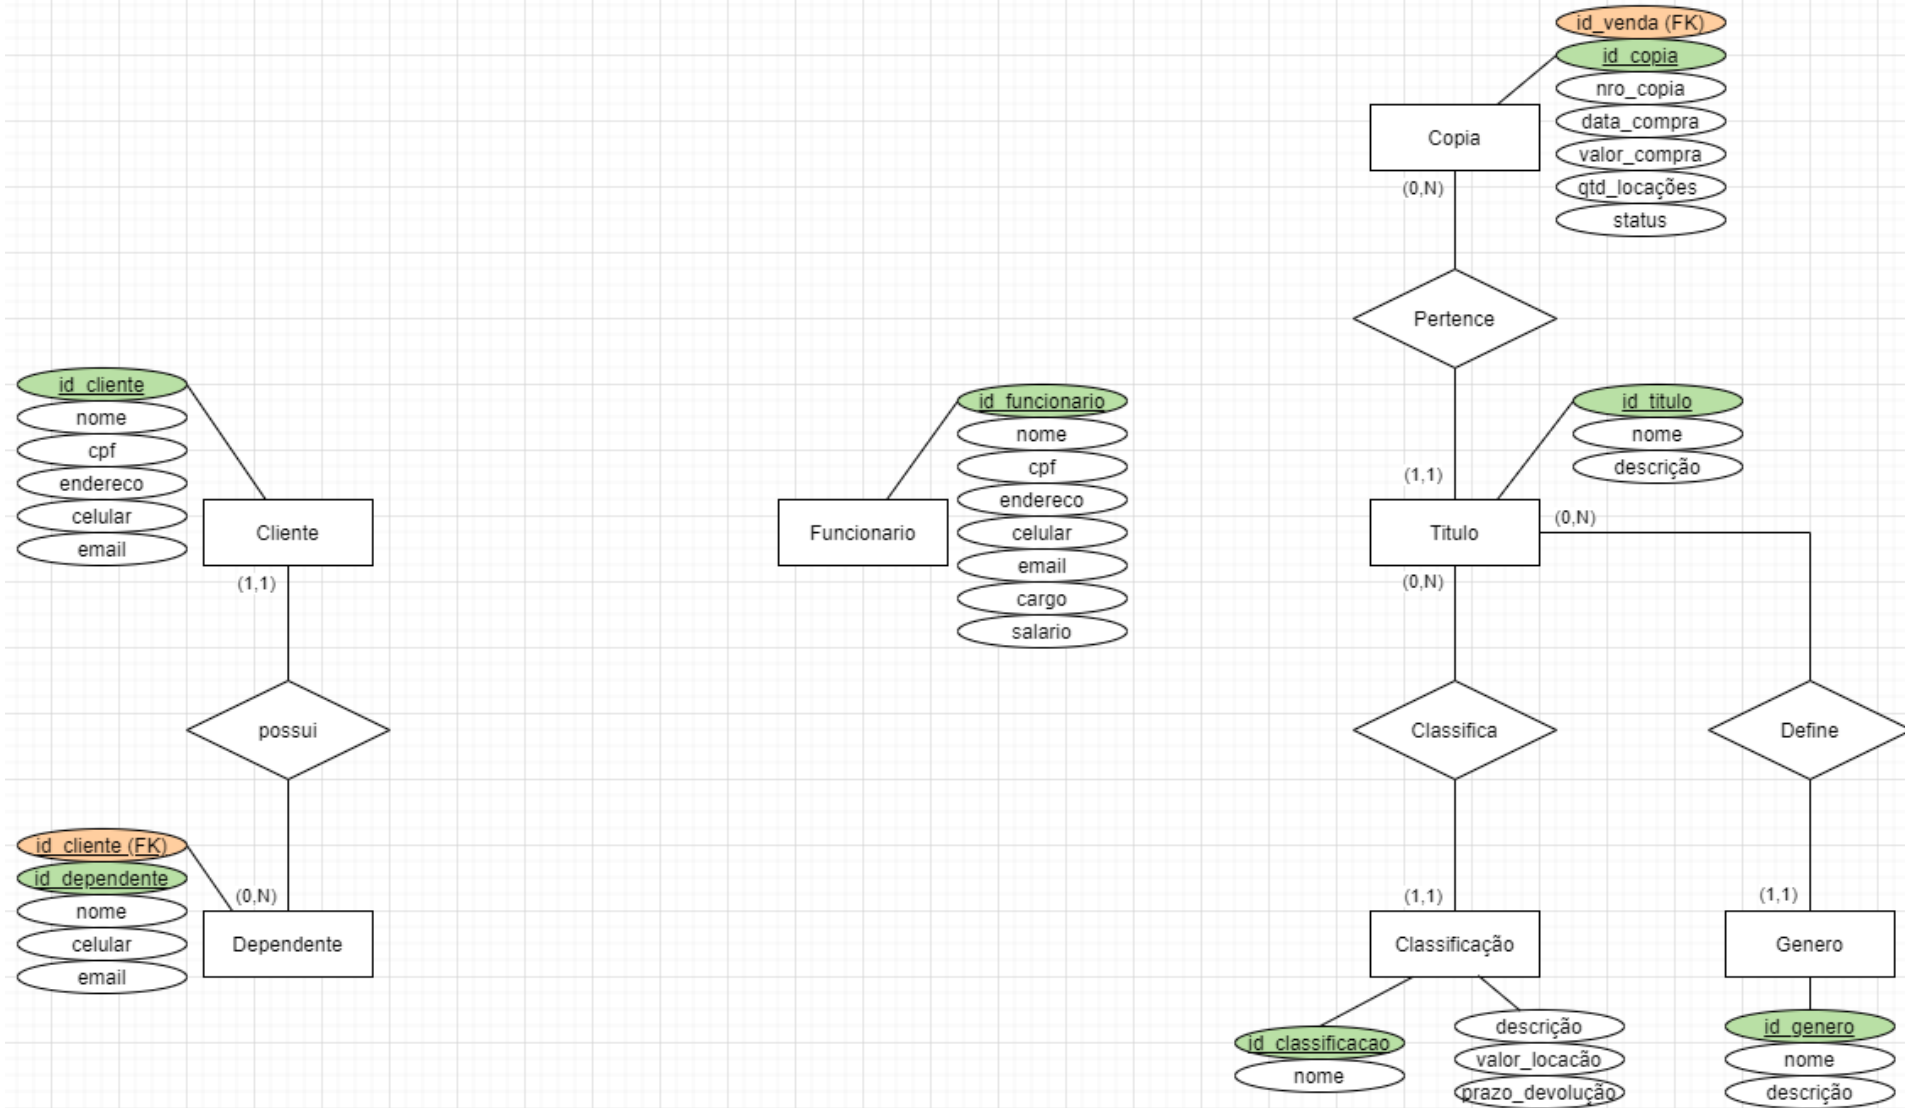 id_venda (FK)
id_copia
nro_copia
data_compra
valor_compra
qtd_locações
status
Copia
(0,N)
Pertence
(1,1)
id_titulo
nome
descrição
Titulo
(0,N)
(0,N)
id_cliente
nome
cpf
endereco
celular
email
Cliente
(1,1)
possui
id_cliente (FK)
id_dependente
nome
celular
email
(0,N)
Dependente
id_funcionario
nome
cpf
endereco
celular
email
cargo
salario
Funcionario
Classifica
Define
(1,1)
Classificação
(1,1)
Genero
id_classificacao
nome
descrição
valor_locacão
prazo_devolução
id_genero
nome
descrição